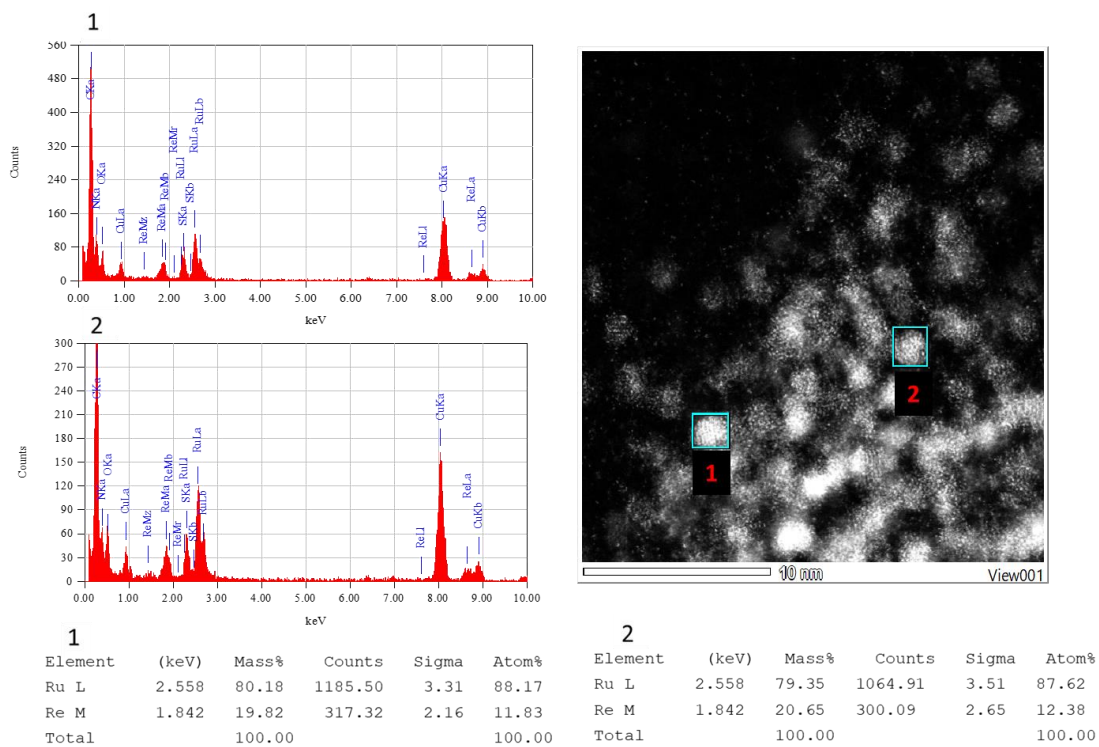 1
560
480
400
320
240
160
80
0
Counts
CKa
NKa
OKa
CuLa
ReMz
ReMa
ReMb
ReMr
RuLl
SKa
SKb
RuLa
RuLb
ReLl
CuKa
ReLa
CuKb
0.00 1.00 2.00 3.00 4.00 5.00 6.00 7.00 8.00 9.00 10.00
keV
2
300
270
240
210
180
150
120
90
60
30
0
Counts
CKa
NKa
OKa
CuLa
ReMz
ReMa
ReMb
ReMr
RuLl
SKa
SKb
RuLa
RuLb
ReLl
CuKa
ReLa
CuKb
0.00 1.00 2.00 3.00 4.00 5.00 6.00 7.00 8.00 9.00 10.00
keV
1
2
10 nm
View001
1
Element (keV) Mass% Counts Sigma Atom%
Ru L 2.558 80.18 1185.50 3.31 88.17
Re M 1.842 19.82 317.32 2.16 11.83
Total 100.00 100.00
2
Element (keV) Mass% Counts Sigma Atom%
Ru L 2.558 79.35 1064.91 3.51 87.62
Re M 1.842 20.65 300.09 2.65 12.38
Total 100.00 100.00